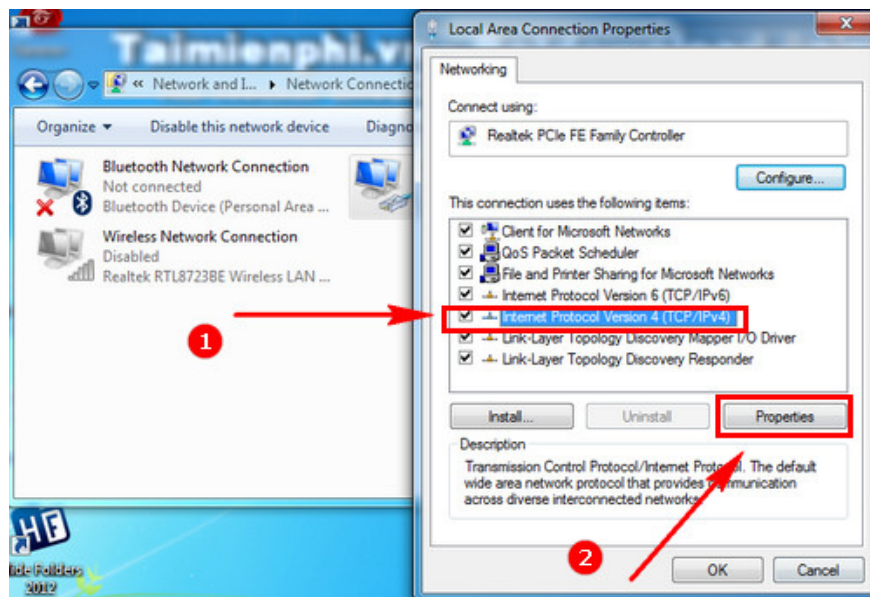 Taimienphi.v
« Network and I... ▸ Network Connectic
Organize ▾ Disable this network device Diagno
Bluetooth Network Connection
Not connected
Bluetooth Device (Personal Area ...
Wireless Network Connection
Disabled
Realtek RTL8723BE Wireless LAN ...
1
HF
ide Folders
2012
Local Area Connection Properties
X
Networking
Connect using:
Realtek PCIe FE Family Controller
Configure...
This connection uses the following items:
Client for Microsoft Networks
QoS Packet Scheduler
File and Printer Sharing for Microsoft Networks
Internet Protocol Version 6 (TCP/IPv6)
Internet Protocol Version 4 (TCP/IPv4)
Link-Layer Topology Discovery Mapper I/O Driver
Link-Layer Topology Discovery Responder
Install... Uninstall Properties
Description
Transmission Control Protocol/Internet Protocol. The default
wide area network protocol that provides communication
across diverse interconnected networks.
2
OK Cancel